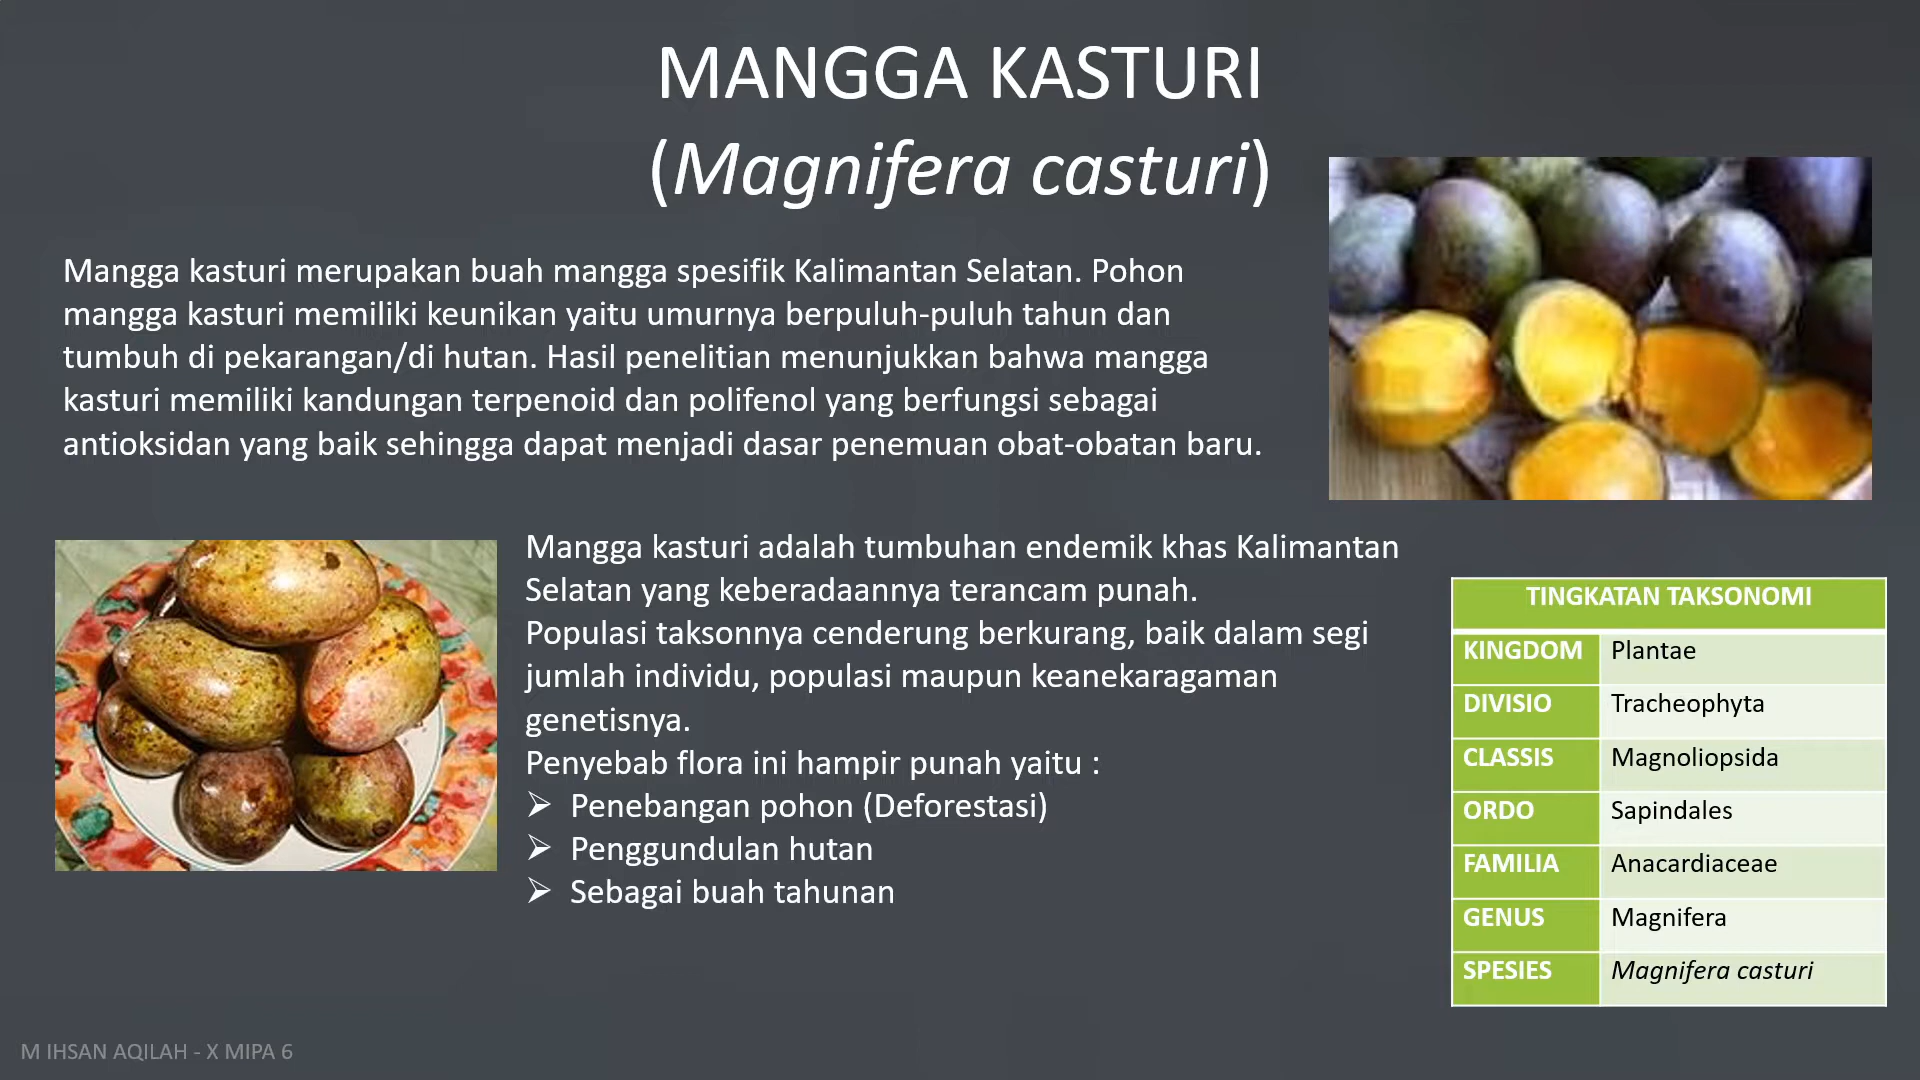 MANGGA KASTURI
(Magnifera casturi)
Mangga kasturi merupakan buah mangga spesifik Kalimantan Selatan. Pohon
mangga kasturi memiliki keunikan yaitu umurnya berpuluh-puluh tahun dan
tumbuh di pekarangan/di hutan. Hasil penelitian menunjukkan bahwa mangga
kasturi memiliki kandungan terpenoid dan polifenol yang berfungsi sebagai
antioksidan yang baik sehingga dapat menjadi dasar penemuan obat-obatan baru.
Mangga kasturi adalah tumbuhan endemik khas Kalimantan
Selatan yang keberadaannya terancam punah.
Populasi taksonnya cenderung berkurang, baik dalam segi
jumlah individu, populasi maupun keanekaragaman
genetisnya.
Penyebab flora ini hampir punah yaitu :
➢ Penebangan pohon (Deforestasi)
➢ Penggundulan hutan
➢ Sebagai buah tahunan
TINGKATAN TAKSONOMI
KINGDOM Plantae
DIVISIO Tracheophyta
CLASSIS Magnoliopsida
ORDO Sapindales
FAMILIA Anacardiaceae
GENUS Magnifera
SPESIES Magnifera casturi
M IHSAN AQILAH - X MIPA 6